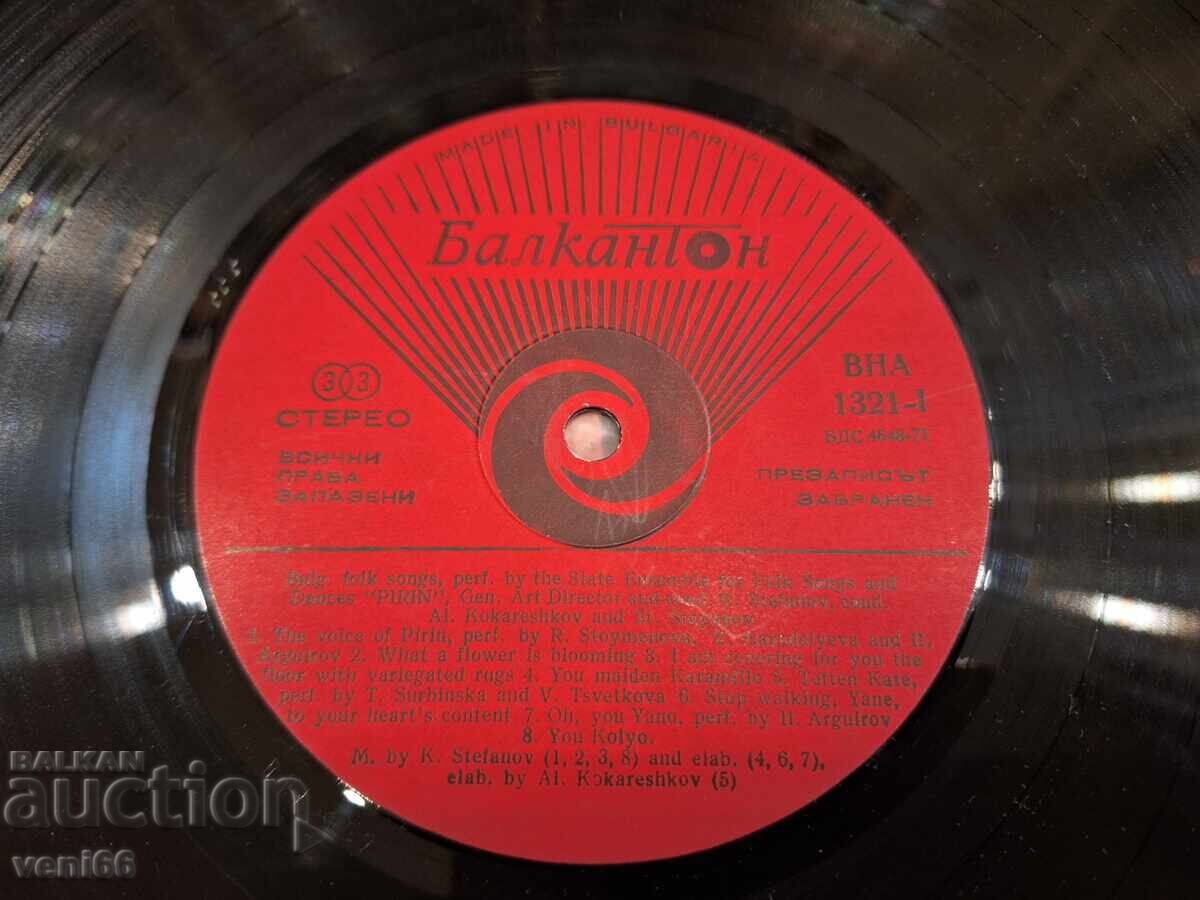 MADE IN BULGARIA
Балкантон
33
СТЕРЕО
ВСИЧКИ
ПРАВА
ЗАПАЗЕНИ
ВНА
1321-I
БДС 4648-71
ПРЕЗАПИСЪТ
ЗАБРАНЕН
Bulg. folk songs, perf. by the State Ensemble for Folk Songs and
Dances "PIRIN", Gen. Art Director and cond. K. Stefanov, cond.
Al. Kokareshkov and
1. The voice of Pirin, perf. by R. Stoymenova, and Il.
Arguirov 2. What a flower is blooming 3. I am covering for you the
floor with variegated rugs 4. You maiden Karanfilo 5. Tatten Kate,
perf. by T. Surbinska and V. Tsvetkova 6. Stop walking, Yane,
to your heart's content 7. Oh, you Yano, perf. by Il. Arguirov
8. You Kolyo.
M. by K. Stefanov (1, 2, 3, 8) and elab. (4, 6, 7),
elab. by Al. Kokareshkov (5)
BALKAN
auction
veni66